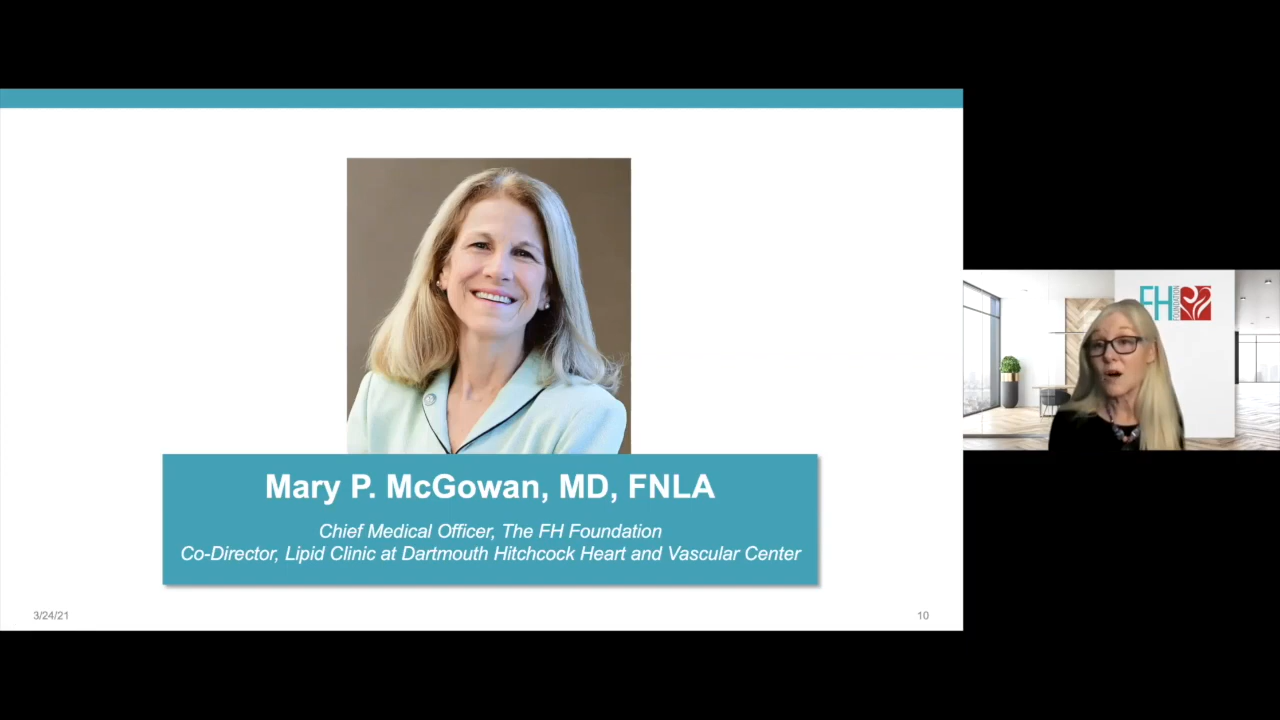 Mary P. McGowan, MD, FNLA
Chief Medical Officer, The FH Foundation
Co-Director, Lipid Clinic at Dartmouth Hitchcock Heart and Vascular Center
3/24/21
10
FH
FOUNDATION